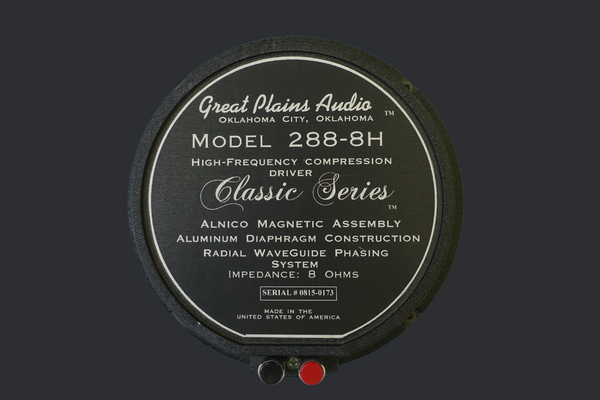 Great Plains Audio ™
Oklahoma City, Oklahoma
Model 288-8H
High-Frequency compression
driver
Classic Series ™
Alnico Magnetic Assembly
Aluminum Diaphragm Construction
Radial WaveGuide Phasing
System
Impedance: 8 Ohms
SERIAL # 0815-0173
Made in the
United States of America